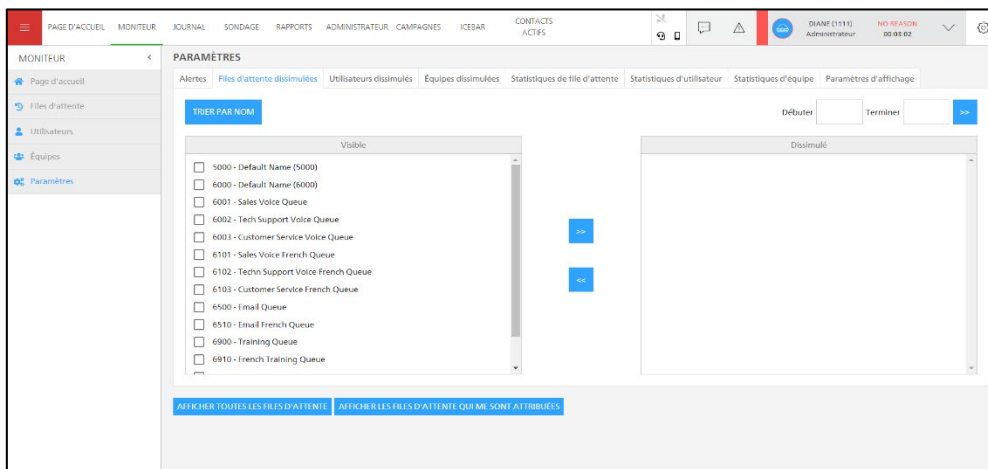 PAGE D'ACCUEIL MONITEUR JOURNAL SONDAGE RAPPORTS ADMINISTRATEUR CAMPAGNES ICEBAR CONTACTS ACTIFS
DIANE (1111) Administrateur
NO REASON 00:03:02
MONITEUR
Page d'accueil
Files d'attente
Utilisateurs
Équipes
Paramètres
PARAMÈTRES
Alertes Files d'attente dissimulées Utilisateurs dissimulés Équipes dissimulées Statistiques de file d'attente Statistiques d'utilisateur Statistiques d'équipe Paramètres d'affichage
TRIER PAR NOM
Débuter Terminer >>
Visible
5000 - Default Name (5000)
6000 - Default Name (6000)
6001 - Sales Voice Queue
6002 - Tech Support Voice Queue
6003 - Customer Service Voice Queue
6101 - Sales Voice French Queue
6102 - Techn Support Voice French Queue
6103 - Customer Service French Queue
6500 - Email Queue
6510 - Email French Queue
6900 - Training Queue
6910 - French Training Queue
>>
<<
Dissimulé
AFFICHER TOUTES LES FILES D'ATTENTE AFFICHER LES FILES D'ATTENTE QUI ME SONT ATTRIBUÉES